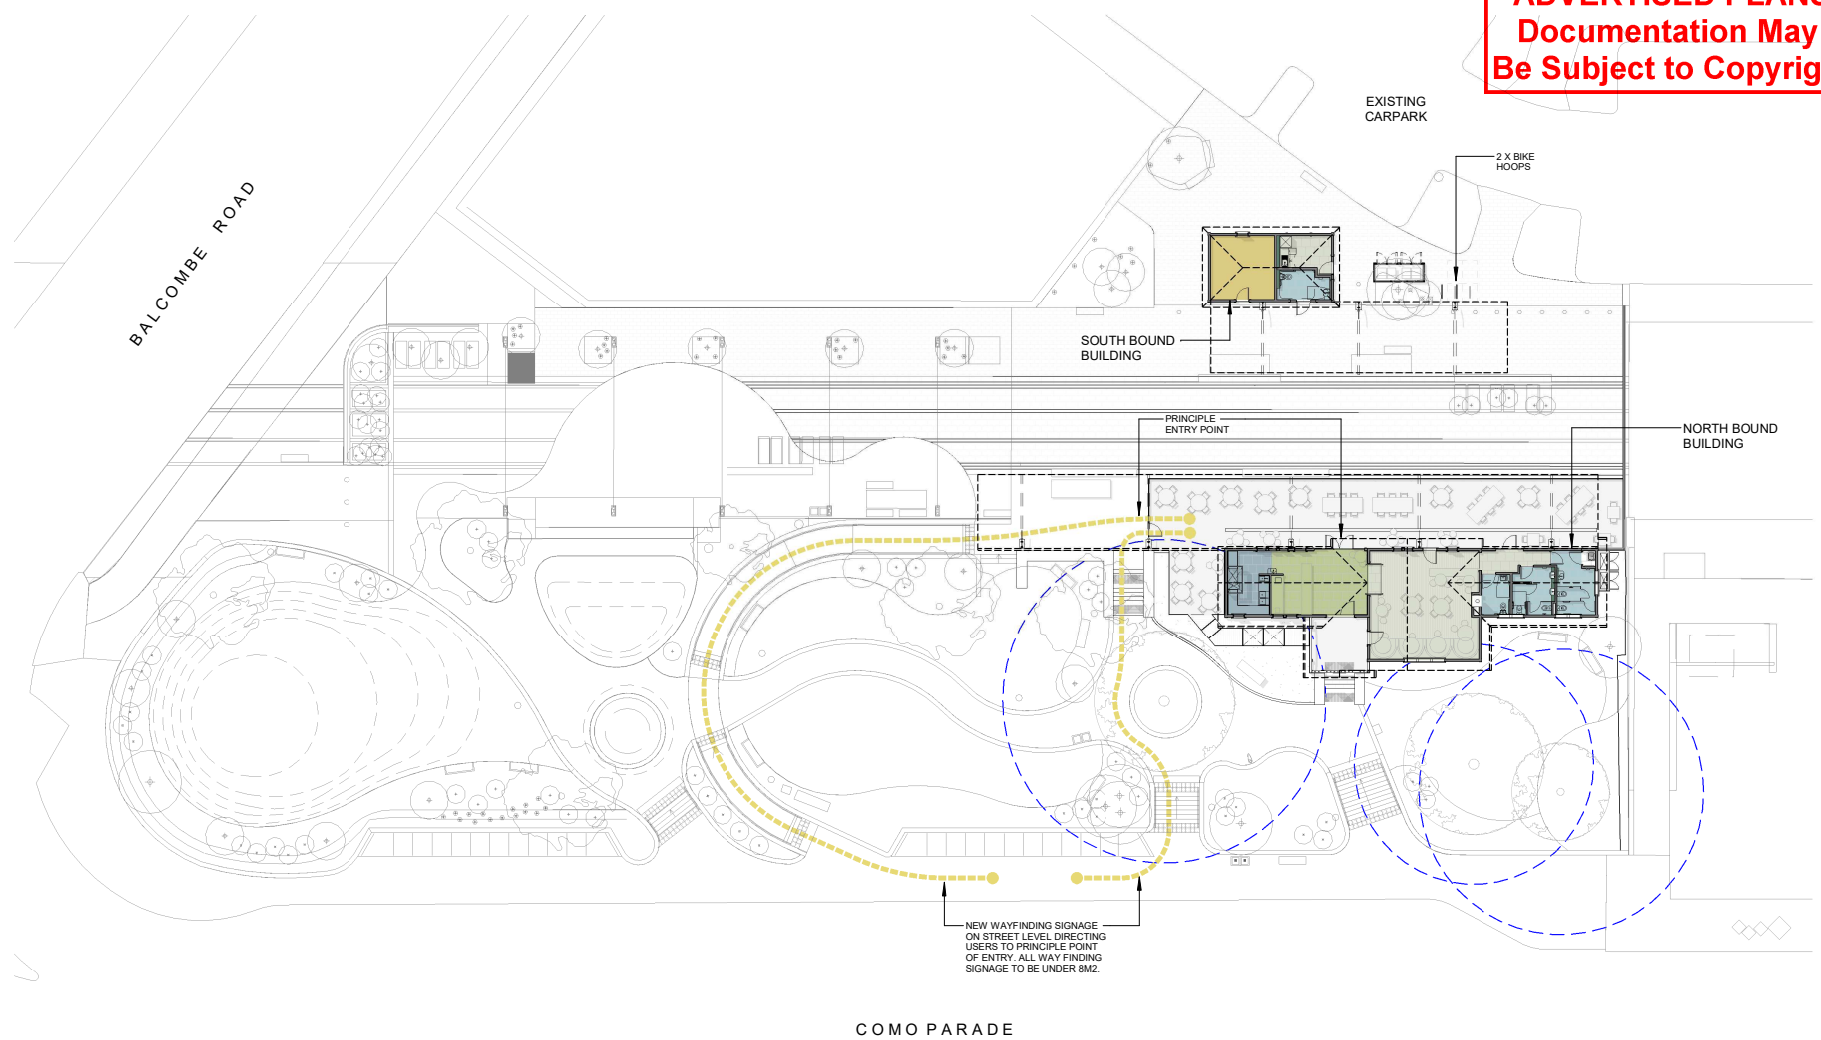 Documentation May
Be Subject to Copyrig
EXISTING
CARPARK
2 X BIKE
HOOPS
BALCOMBE ROAD
SOUTH BOUND
BUILDING
PRINCIPLE
ENTRY POINT
NORTH BOUND
BUILDING
NEW WAYFINDING SIGNAGE
ON STREET LEVEL DIRECTING
USERS TO PRINCIPLE POINT
OF ENTRY. ALL WAY FINDING
SIGNAGE TO BE UNDER 8M2.
COMO PARADE